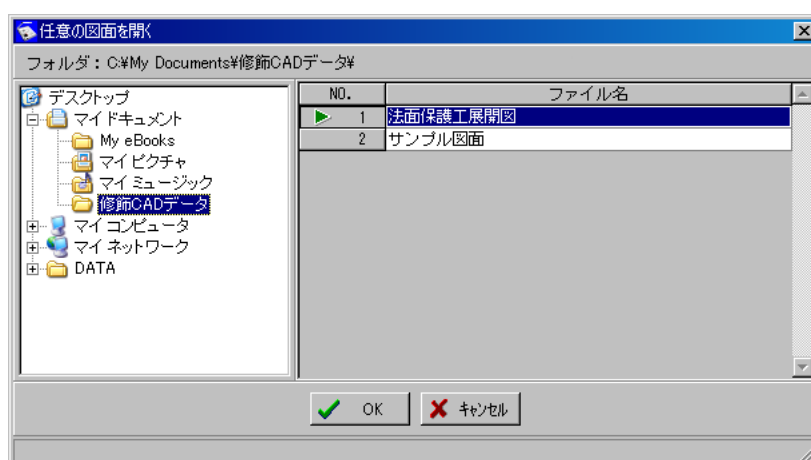 任意の図面を開く
フォルダ：C:¥My Documents¥修飾CADデータ¥
デスクトップ
マイ ドキュメント
My eBooks
マイ ピクチャ
マイ ミュージック
修飾CADデータ
マイ コンピュータ
マイ ネットワーク
DATA
NO. ファイル名
1 法面保護工展開図
2 サンプル図面
OK キャンセル